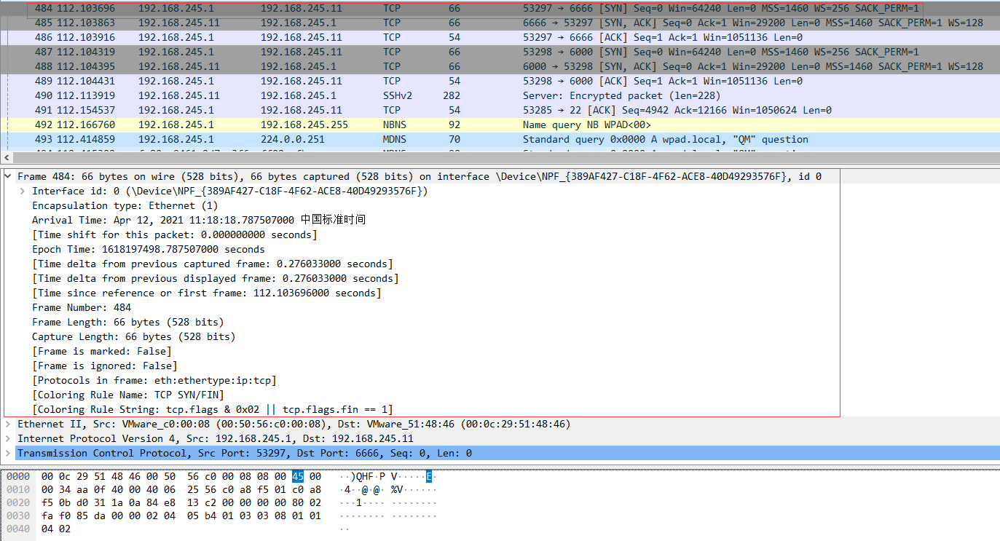 484 112.103696 192.168.245.1 192.168.245.11 TCP 66 53297 → 6666 [SYN] Seq=0 Win=64240 Len=0 MSS=1460 WS=256 SACK_PERM=1
485 112.103863 192.168.245.11 192.168.245.1 TCP 66 6666 → 53297 [SYN, ACK] Seq=0 Ack=1 Win=29200 Len=0 MSS=1460 SACK_PERM=1 WS=128
486 112.103916 192.168.245.1 192.168.245.11 TCP 54 53297 → 6666 [ACK] Seq=1 Ack=1 Win=1051136 Len=0
487 112.104319 192.168.245.1 192.168.245.11 TCP 66 53298 → 6000 [SYN] Seq=0 Win=64240 Len=0 MSS=1460 WS=256 SACK_PERM=1
488 112.104395 192.168.245.11 192.168.245.1 TCP 66 6000 → 53298 [SYN, ACK] Seq=0 Ack=1 Win=29200 Len=0 MSS=1460 SACK_PERM=1 WS=128
489 112.104431 192.168.245.1 192.168.245.11 TCP 54 53298 → 6000 [ACK] Seq=1 Ack=1 Win=1051136 Len=0
490 112.113919 192.168.245.11 192.168.245.1 SSHv2 282 Server: Encrypted packet (len=228)
491 112.154537 192.168.245.1 192.168.245.11 TCP 54 53285 → 22 [ACK] Seq=4942 Ack=12166 Win=1050624 Len=0
492 112.166760 192.168.245.1 192.168.245.255 NBNS 92 Name query NB WPAD<00>
493 112.414859 192.168.245.1 224.0.0.251 MDNS 70 Standard query 0x0000 A wpad.local, "QM" question
Frame 484: 66 bytes on wire (528 bits), 66 bytes captured (528 bits) on interface \Device\NPF_{389AF427-C18F-4F62-ACE8-40D49293576F}, id 0
Interface id: 0 (\Device\NPF_{389AF427-C18F-4F62-ACE8-40D49293576F})
Encapsulation type: Ethernet (1)
Arrival Time: Apr 12, 2021 11:18:18.787507000 中国标准时间
[Time shift for this packet: 0.000000000 seconds]
Epoch Time: 1618197498.787507000 seconds
[Time delta from previous captured frame: 0.276033000 seconds]
[Time delta from previous displayed frame: 0.276033000 seconds]
[Time since reference or first frame: 112.103696000 seconds]
Frame Number: 484
Frame Length: 66 bytes (528 bits)
Capture Length: 66 bytes (528 bits)
[Frame is marked: False]
[Frame is ignored: False]
[Protocols in frame: eth:ethertype:ip:tcp]
[Coloring Rule Name: TCP SYN/FIN]
[Coloring Rule String: tcp.flags & 0x02 || tcp.flags.fin == 1]
Ethernet II, Src: VMware_c0:00:08 (00:50:56:c0:00:08), Dst: VMware_51:48:46 (00:0c:29:51:48:46)
Internet Protocol Version 4, Src: 192.168.245.1, Dst: 192.168.245.11
Transmission Control Protocol, Src Port: 53297, Dst Port: 6666, Seq: 0, Len: 0
0000 00 0c 29 51 48 46 00 50 56 c0 00 08 08 00 45 00 ··)QHF·P V·····E·
0010 00 34 aa 0f 40 00 40 06 25 56 c0 a8 f5 01 c0 a8 ·4··@·@· %V······
0020 f5 0b d0 31 1a 0a 84 e8 13 c2 00 00 00 00 80 02 ···1···· ········
0030 fa f0 85 da 00 00 02 04 05 b4 01 03 03 08 01 01 ········ ········
0040 04 02 ··